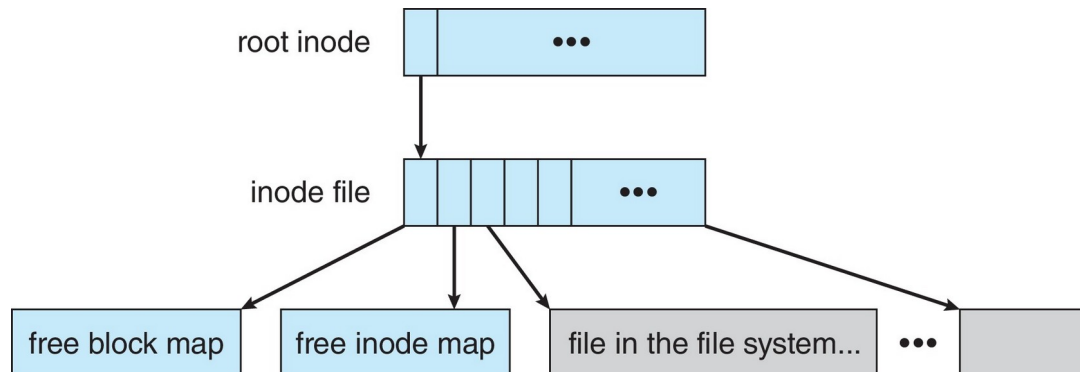 root inode
•••
inode file
•••
free block map
free inode map
file in the file system...
•••